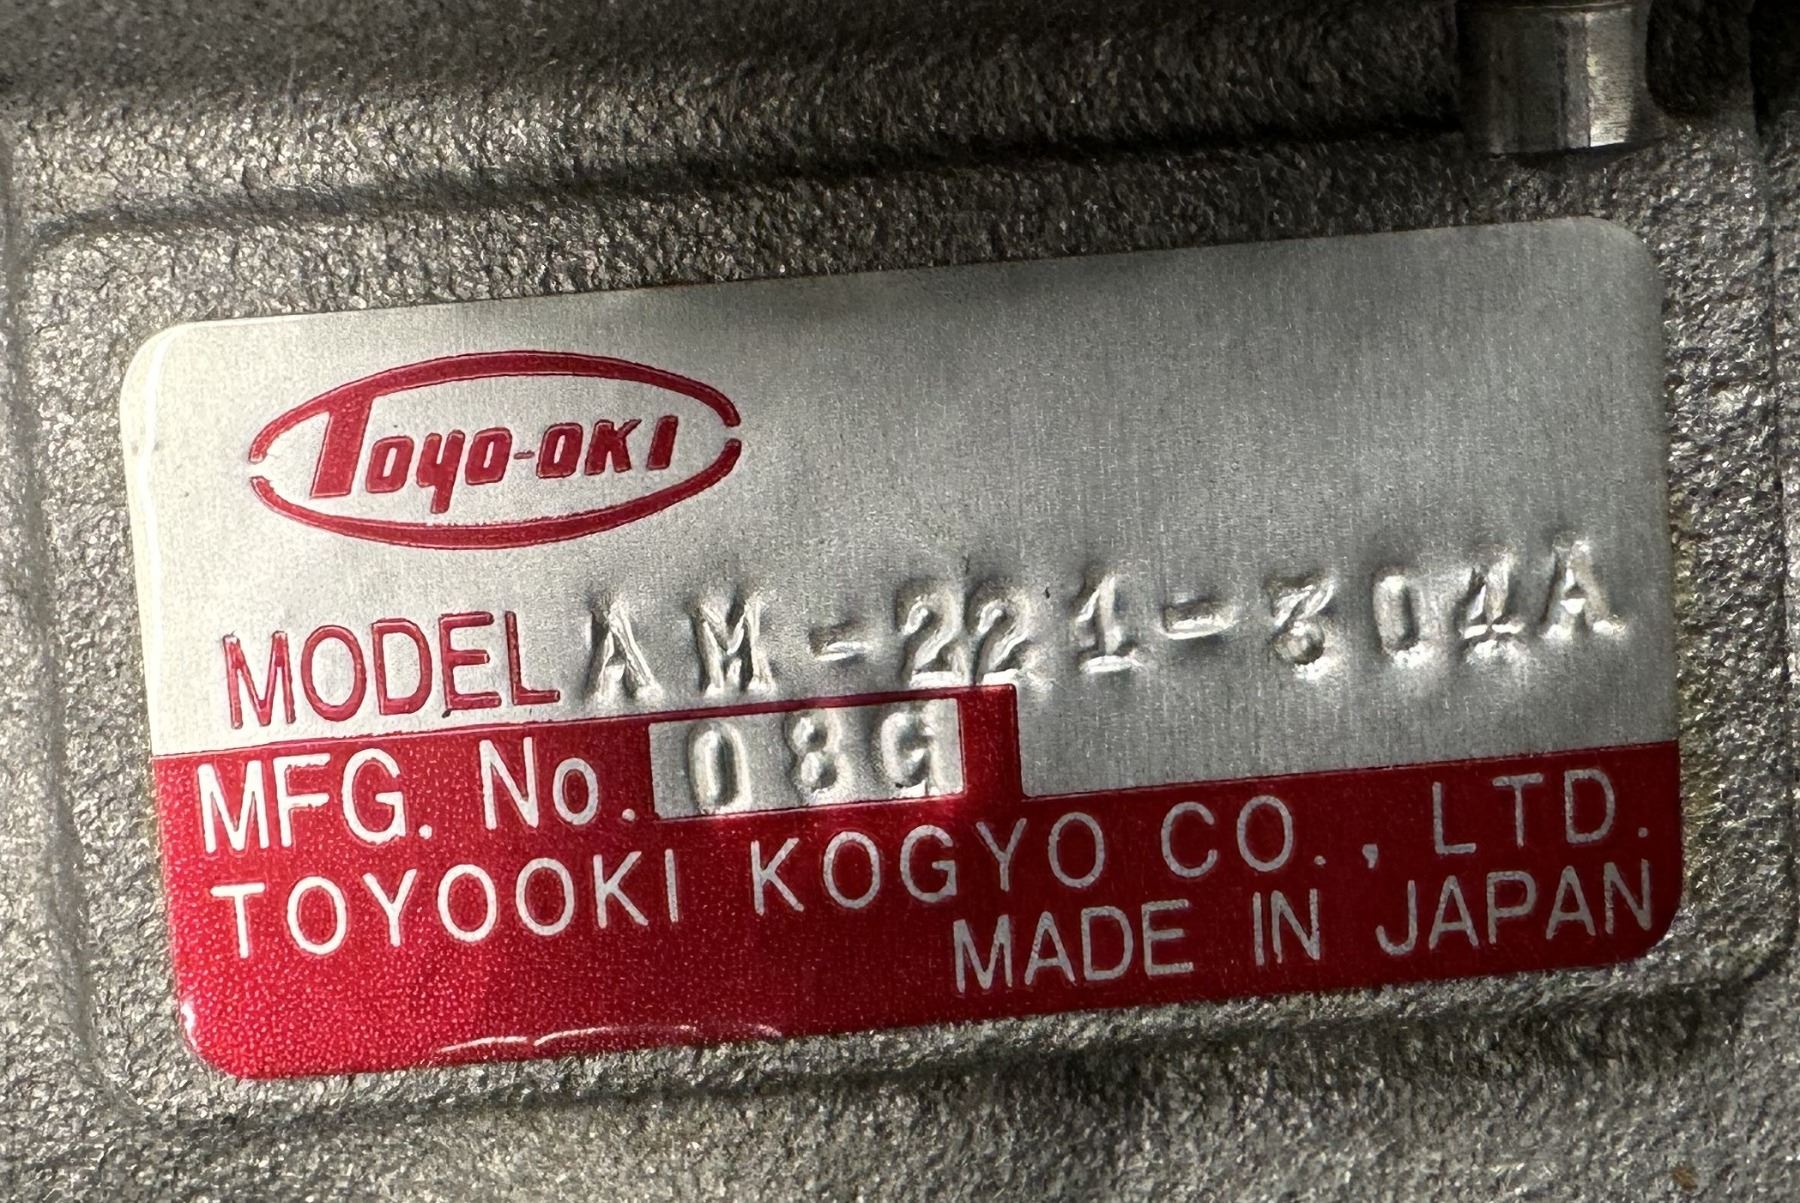 TOYO-OKI
MODEL AM-221-304A
MFG. No. 08G
TOYOOKI KOGYO CO., LTD.
MADE IN JAPAN